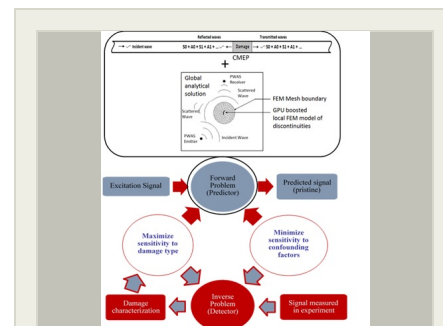 Reflected waves
Transmitted waves
Incident wave
S0 + A0 + S1 + A1 + ...
Damage
S0 + A0 + S1 + A1 + ...
+
CMEP
Global
analytical
solution
PWAS
Receiver
Scattered
Wave
FEM Mesh boundary
GPU boosted
local FEM model of
discontinuities
Scattered
Wave
PWAS
Emitter
Incident Wave
Excitation Signal
Forward
Problem
(Predictor)
Predicted signal
(pristine)
Maximize
sensitivity to
damage type
Minimize
sensitivity to
confounding
factors
Damage
characterization
Inverse
Problem
(Detector)
Signal measured
in experiment